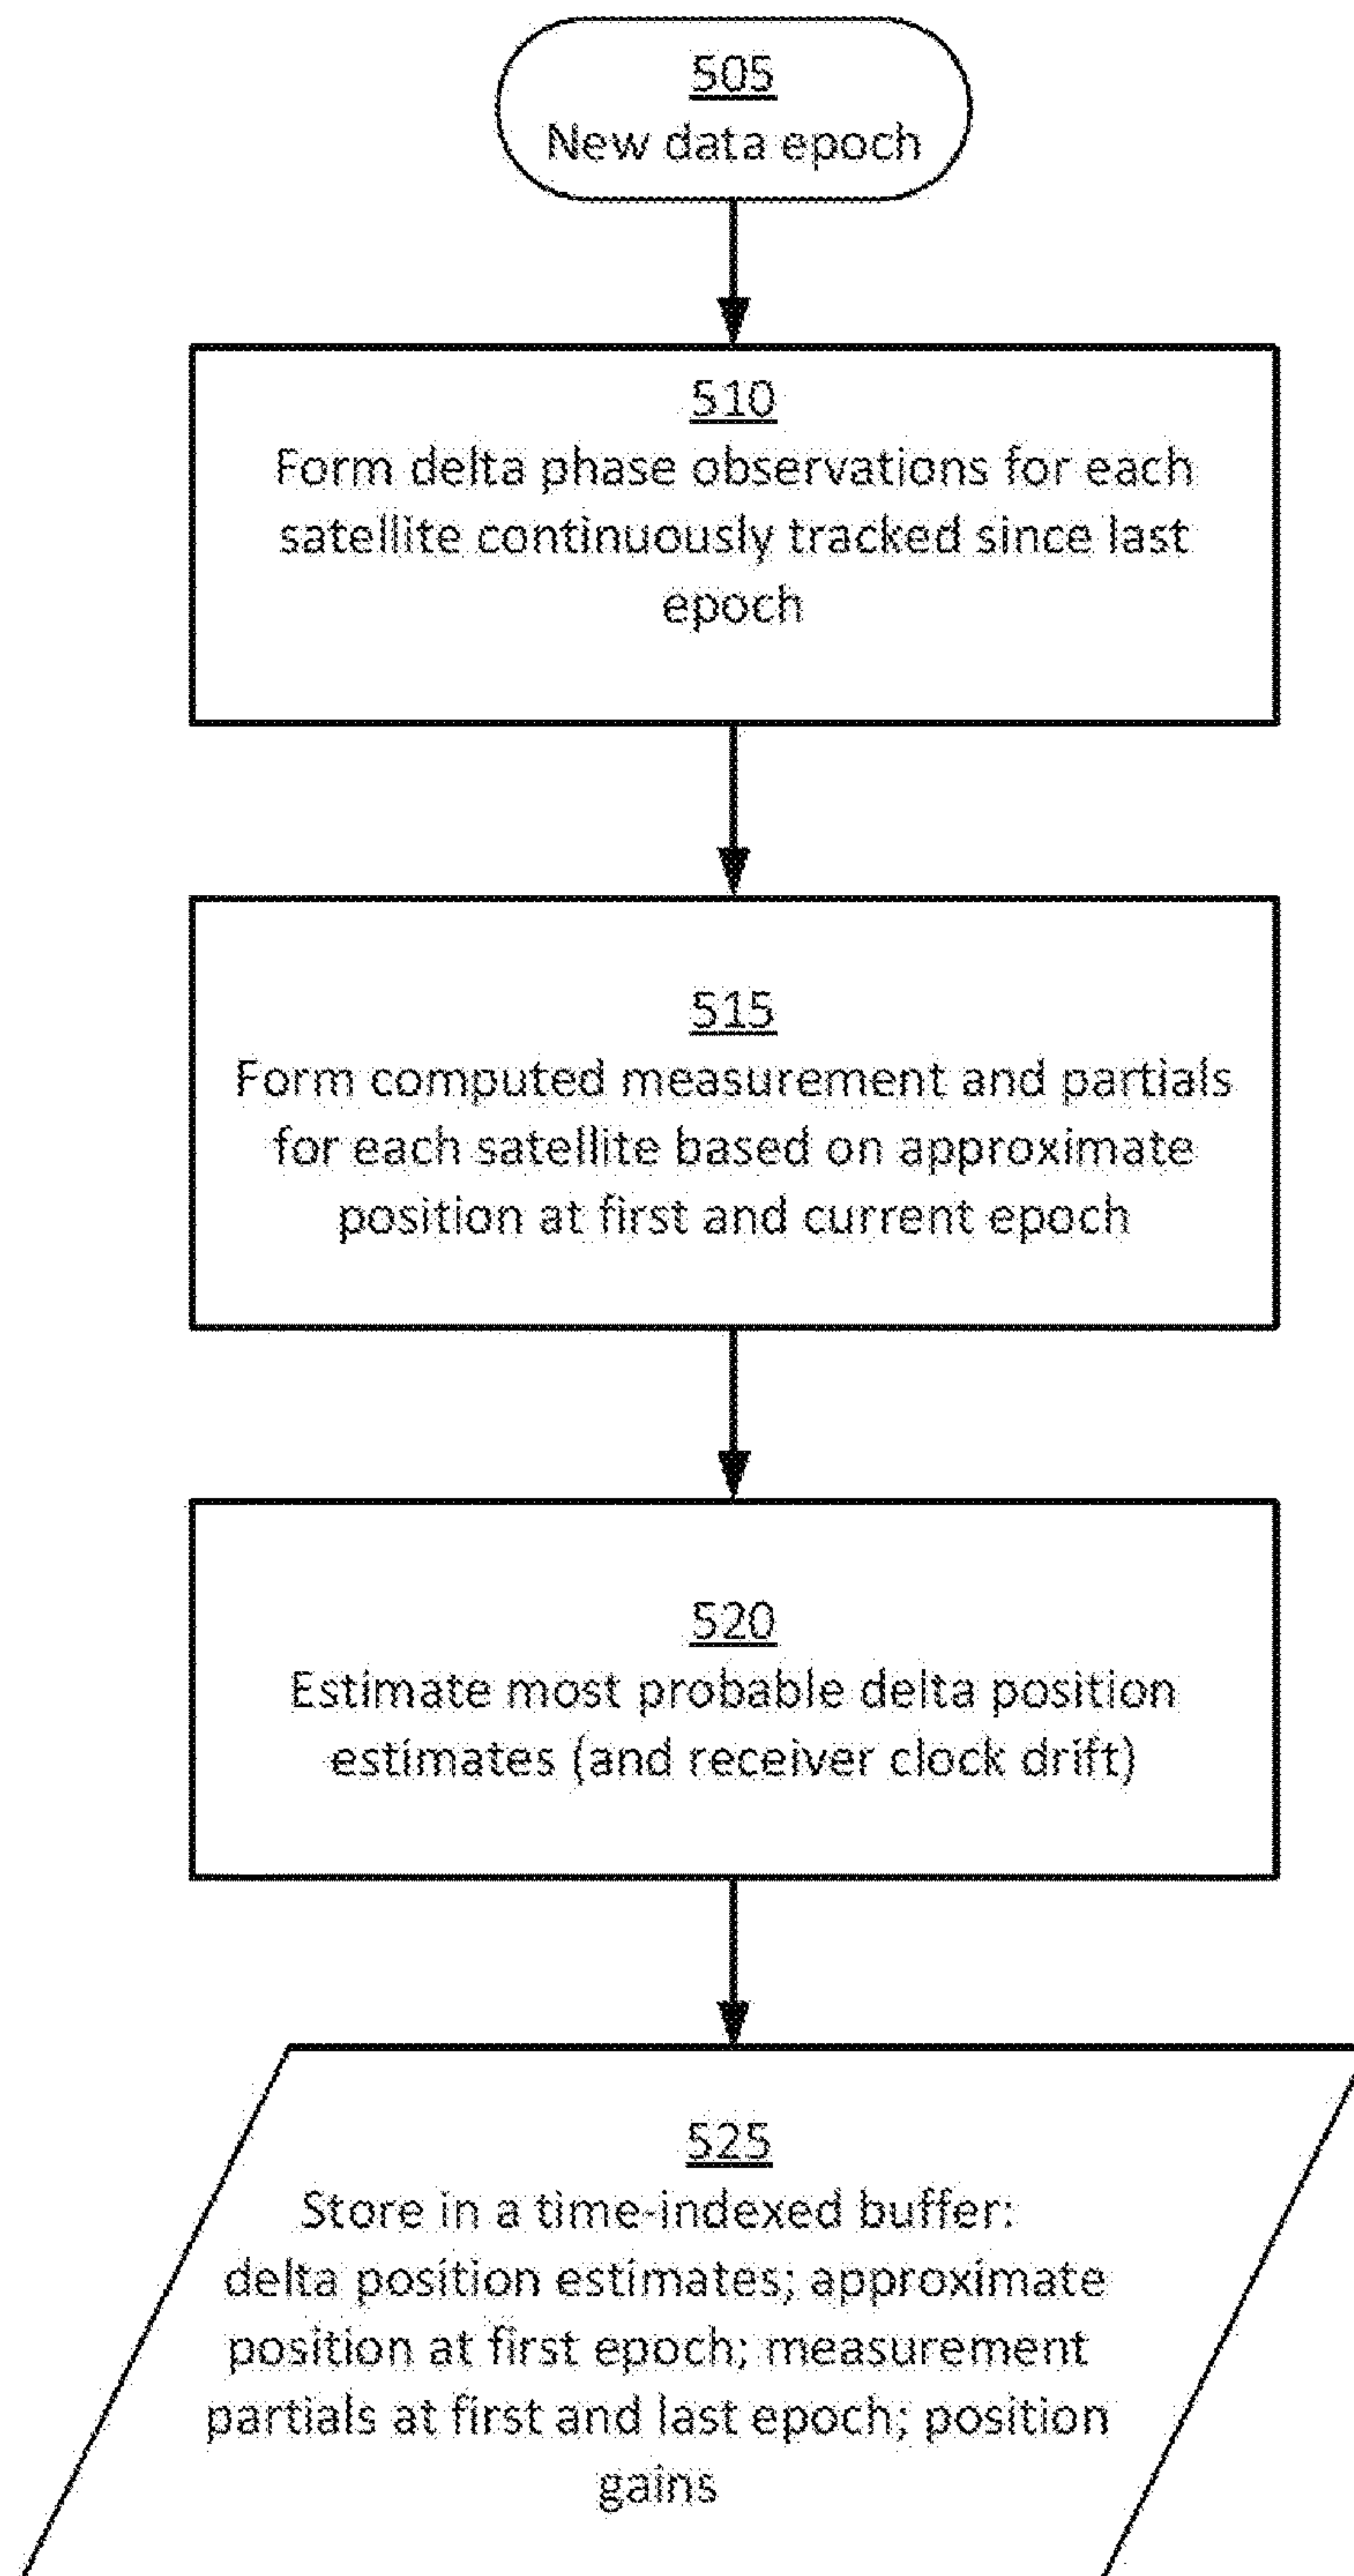 505
New data epoch
510
Form delta phase observations for each
satellite continuously tracked since last
epoch
515
Form computed measurement and partials
for each satellite based on approximate
position at first and current epoch
520
Estimate most probable delta position
estimates (and receiver clock drift)
525
Store in a time-indexed buffer:
delta position estimates; approximate
position at first epoch; measurement
partials at first and last epoch; position
gains